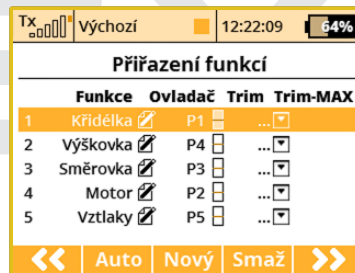 Tx Výchozí 12:22:09 64%
Přiřazení funkcí
Funkce Ovladač Trim Trim-MAX
1 Křidélka P1 ...
2 Výškovka P4 ...
3 Směrovka P3 ...
4 Motor P2 ...
5 Vztlaky P5 ...
Auto Nový Smaž